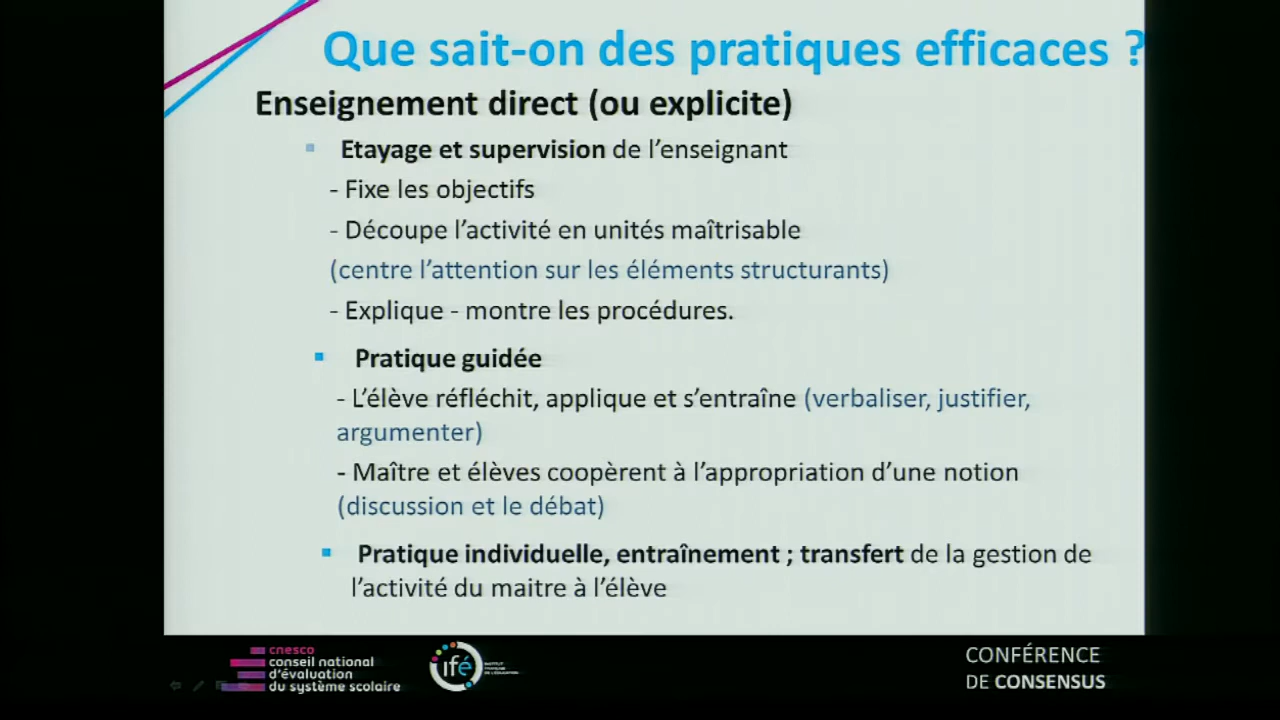 Que sait-on des pratiques efficaces ?
Enseignement direct (ou explicite)
Etayage et supervision de l'enseignant
- Fixe les objectifs
- Découpe l'activité en unités maîtrisable
(centre l'attention sur les éléments structurants)
- Explique - montre les procédures.
Pratique guidée
- L'élève réfléchit, applique et s'entraîne (verbaliser, justifier,
argumenter)
- Maître et élèves coopèrent à l'appropriation d'une notion
(discussion et le débat)
Pratique individuelle, entraînement ; transfert de la gestion de
l'activité du maitre à l'élève
cnesco
conseil national
d'évaluation
du système scolaire
ifé
CONFÉRENCE
DE CONSENSUS